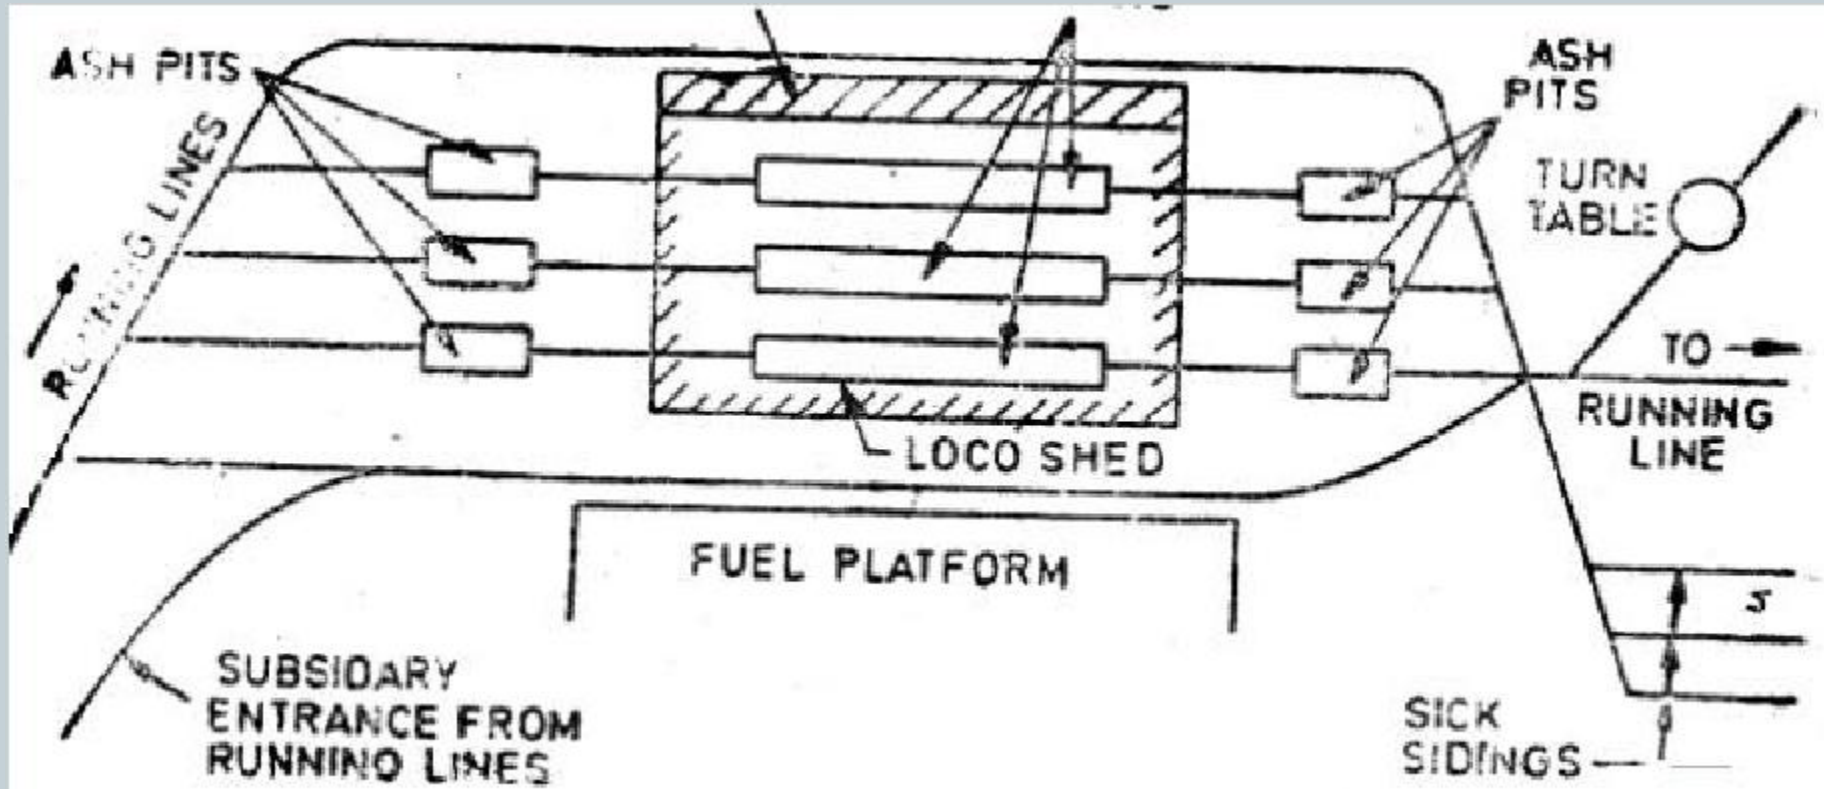 ASH PITS
ASH
PITS
RUNNING LINES
TURN
TABLE
TO
RUNNING
LINE
LOCO SHED
FUEL PLATFORM
SUBSIDARY
ENTRANCE FROM
RUNNINO LINES
SICK
SIDINGS